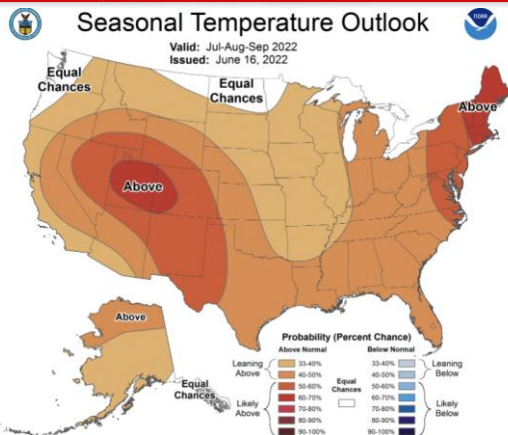 Seasonal Temperature Outlook
NOAA
Valid: Jul-Aug-Sep 2022
Issued: June 16, 2022
Equal
Chances
Equal
Chances
Above
Above
Above
Equal
Chances
Probability (Percent Chance)
Above Normal
Below Normal
Leaning
Above
33-40%
40-50%
Likely
Above
50-60%
60-70%
70-80%
80-90%
90-100%
Equal
Chances
33-40%
40-50%
Leaning
Below
50-60%
60-70%
70-80%
80-90%
90-100%
Likely
Below